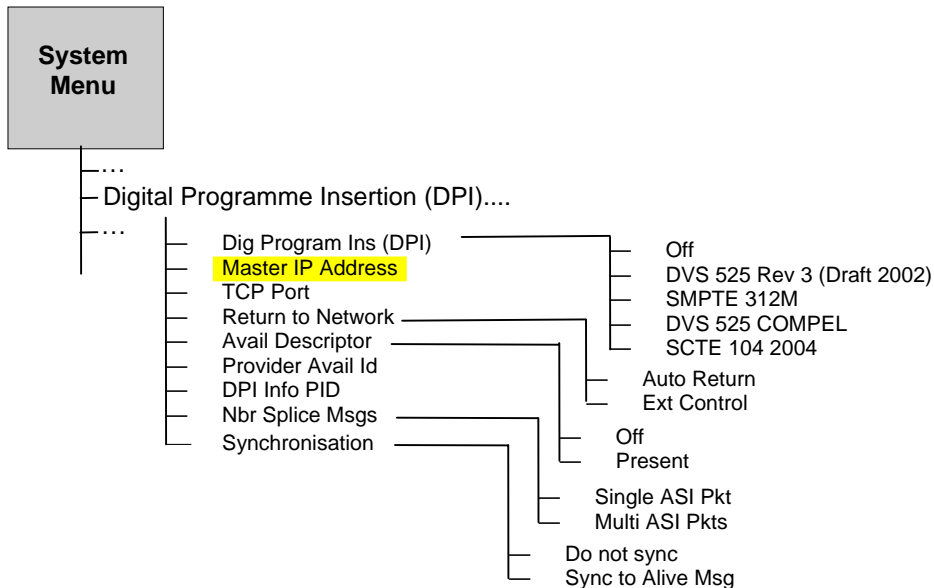 System
Menu
...
Digital Programme Insertion (DPI)....
...
Dig Program Ins (DPI)
Master IP Address
TCP Port
Return to Network
Avail Descriptor
Provider Avail Id
DPI Info PID
Nbr Splice Msgs
Synchronisation
Off
DVS 525 Rev 3 (Draft 2002)
SMPTE 312M
DVS 525 COMPEL
SCTE 104 2004
Auto Return
Ext Control
Off
Present
Single ASI Pkt
Multi ASI Pkts
Do not sync
Sync to Alive Msg